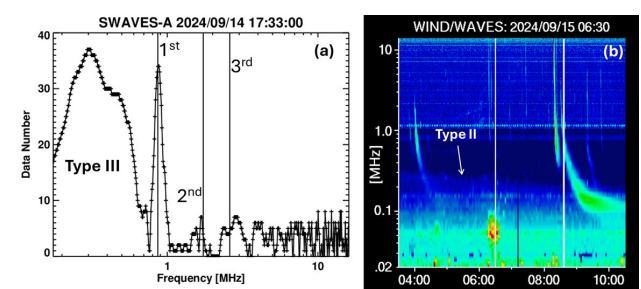 SWAVES-A 2024/09/14 17:33:00
40
30
20
10
0
Data Number
1st
3rd
(a)
Type III
2nd
1
10
Frequency [MHz]
WIND/WAVES: 2024/09/15 06:30
(b)
10
1.0
0.1
.02
[MHz]
Type II
04:00
06:00
08:00
10:00